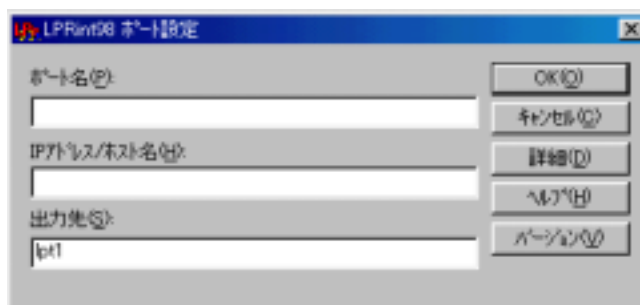 LPRint98 ポート設定
ポート名(P):
IPアドレス/ホスト名(H):
出力先(S):
lpt1
OK(O)
キャンセル(C)
詳細(D)
ヘルプ(H)
バージョン(V)